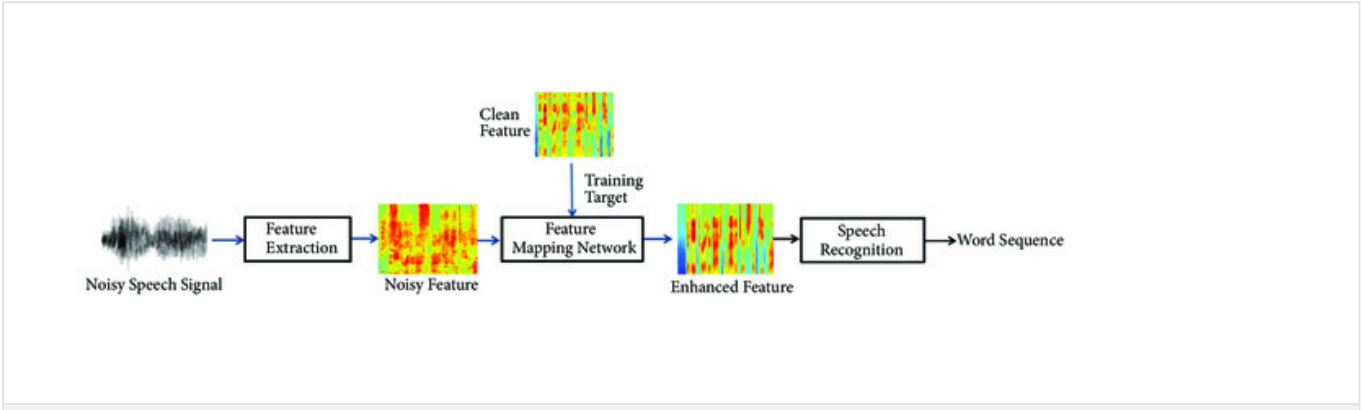 Clean
Feature
Training
Target
Noisy Speech Signal
Feature
Extraction
Noisy Feature
Feature
Mapping Network
Enhanced Feature
Speech
Recognition
Word Sequence